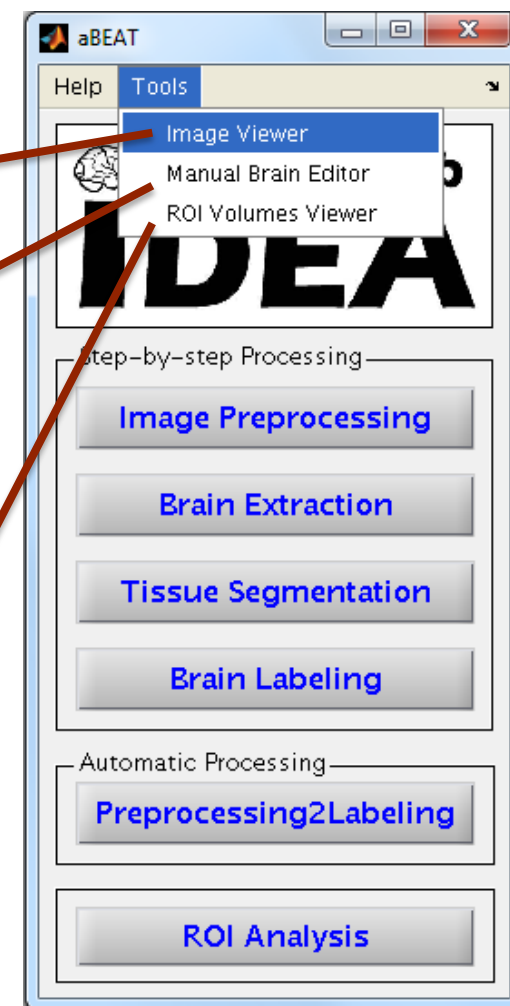 aBEAT
Help Tools
Image Viewer
Manual Brain Editor
ROI Volumes Viewer
IDEA
Step-by-step Processing
Image Preprocessing
Brain Extraction
Tissue Segmentation
Brain Labeling
Automatic Processing
Preprocessing2Labeling
ROI Analysis